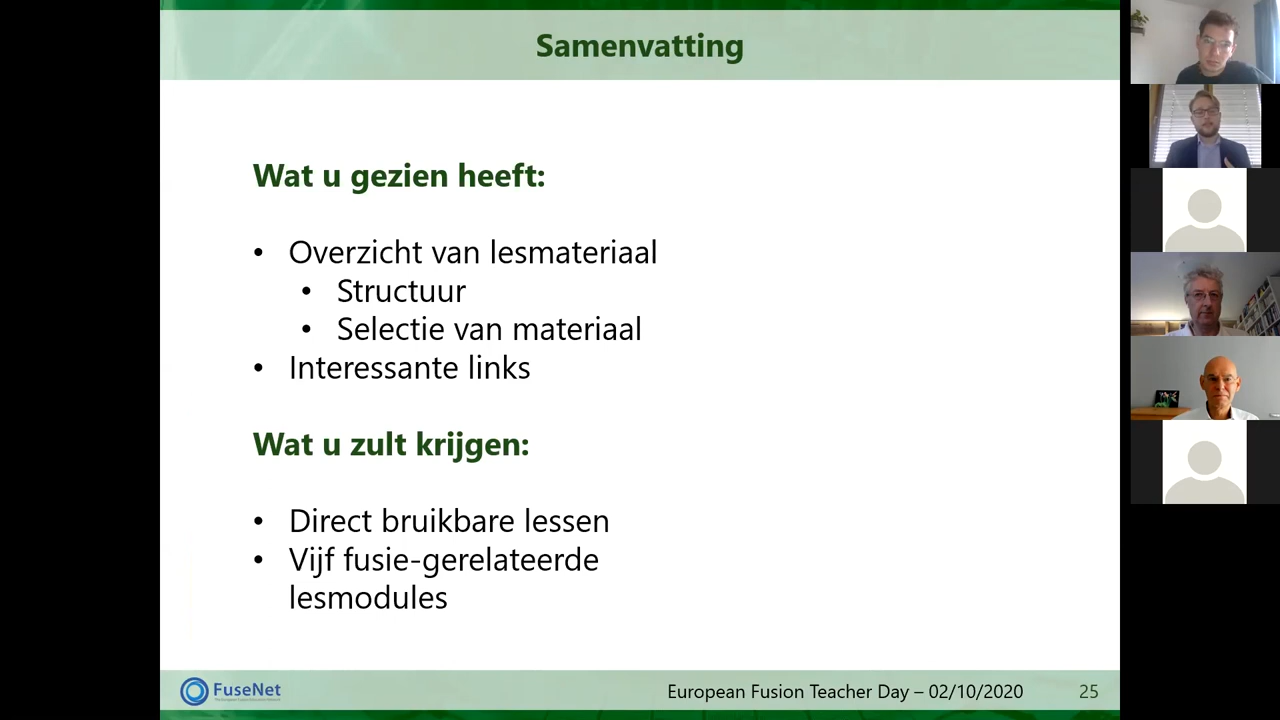 Samenvatting
Wat u gezien heeft:
• Overzicht van lesmateriaal
• Structuur
• Selectie van materiaal
• Interessante links
Wat u zult krijgen:
• Direct bruikbare lessen
• Vijf fusie-gerelateerde
lesmodules
FuseNet
European Fusion Teacher Day – 02/10/2020
25